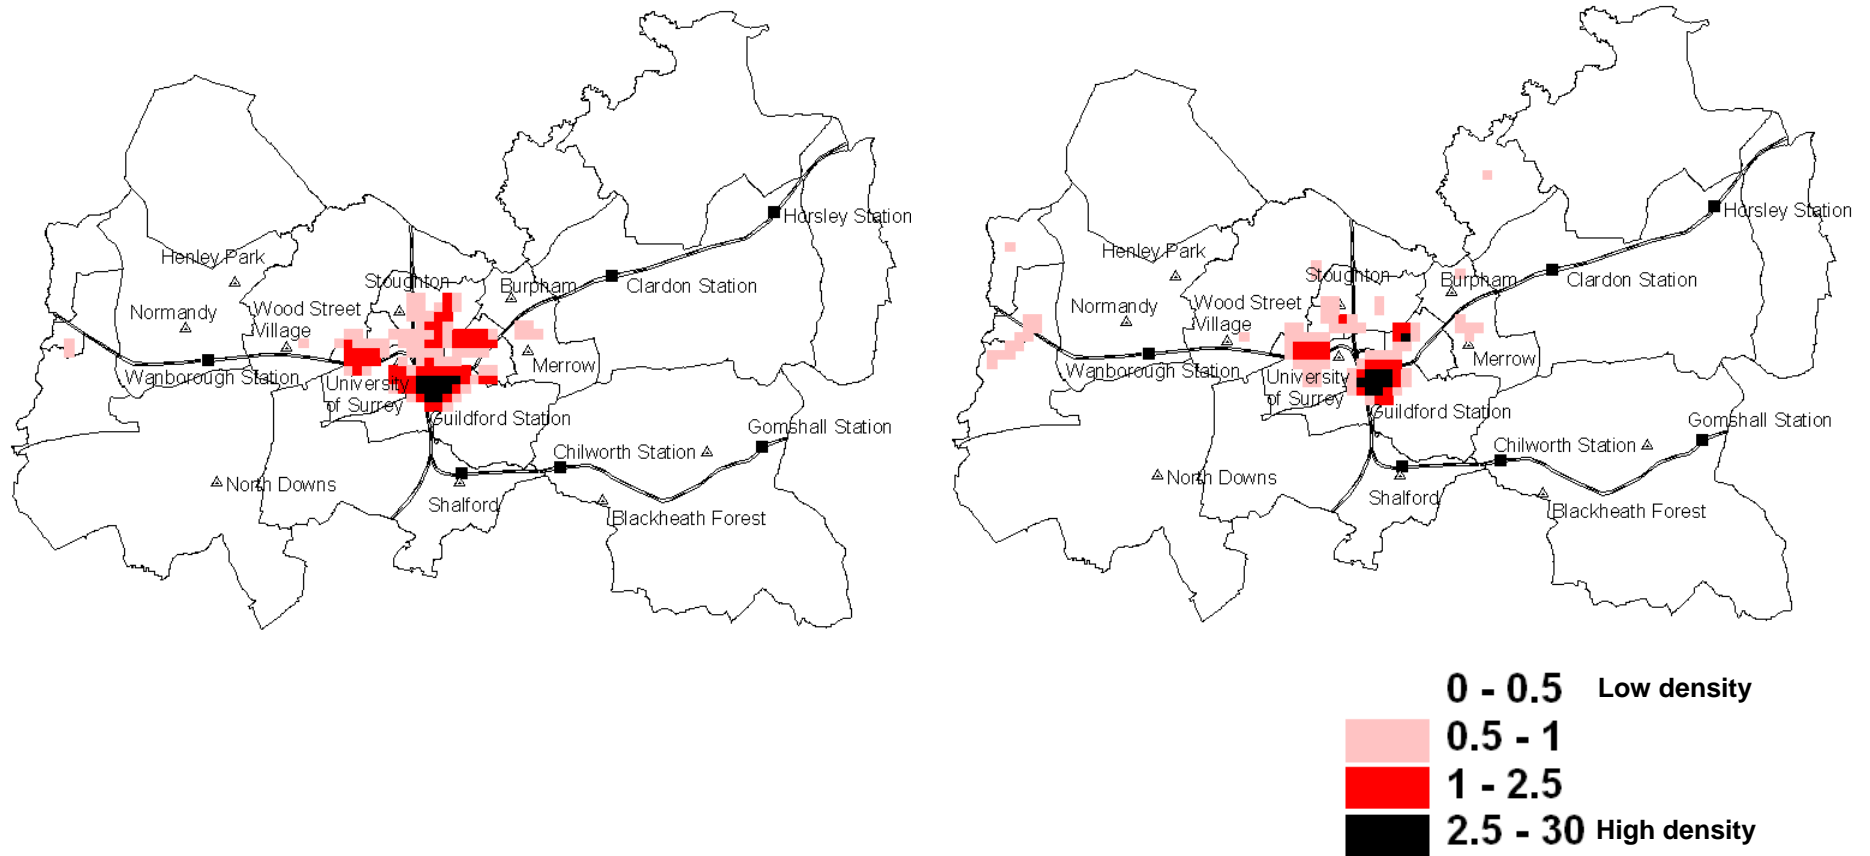 Horsley Station
Henley Park
Stoughton
Burpham
Clardon Station
Normandy
Wood Street
Village
Merrow
Wanborough Station
University
of Surrey
Guildford Station
Gomshall Station
Chilworth Station
North Downs
Shalford
Blackheath Forest
Horsley Station
Henley Park
Stoughton
Burpham
Clardon Station
Normandy
Wood Street
Village
Merrow
Wanborough Station
University
of Surrey
Guildford Station
Gomshall Station
Chilworth Station
North Downs
Shalford
Blackheath Forest
0 - 0.5 Low density
0.5 - 1
1 - 2.5
2.5 - 30 High density